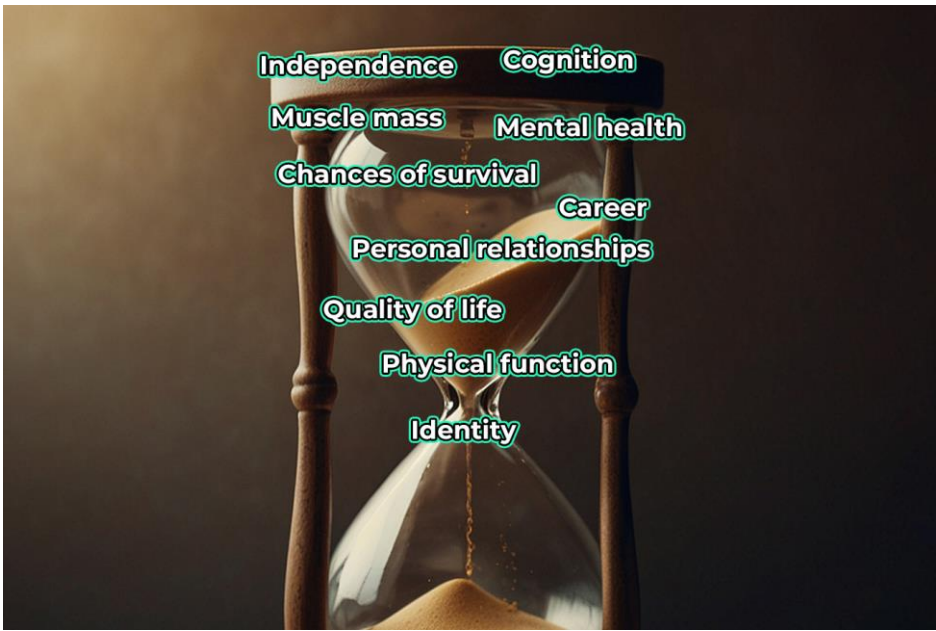 Independence
Cognition
Muscle mass
Mental health
Chances of survival
Career
Personal relationships
Quality of life
Physical function
Identity